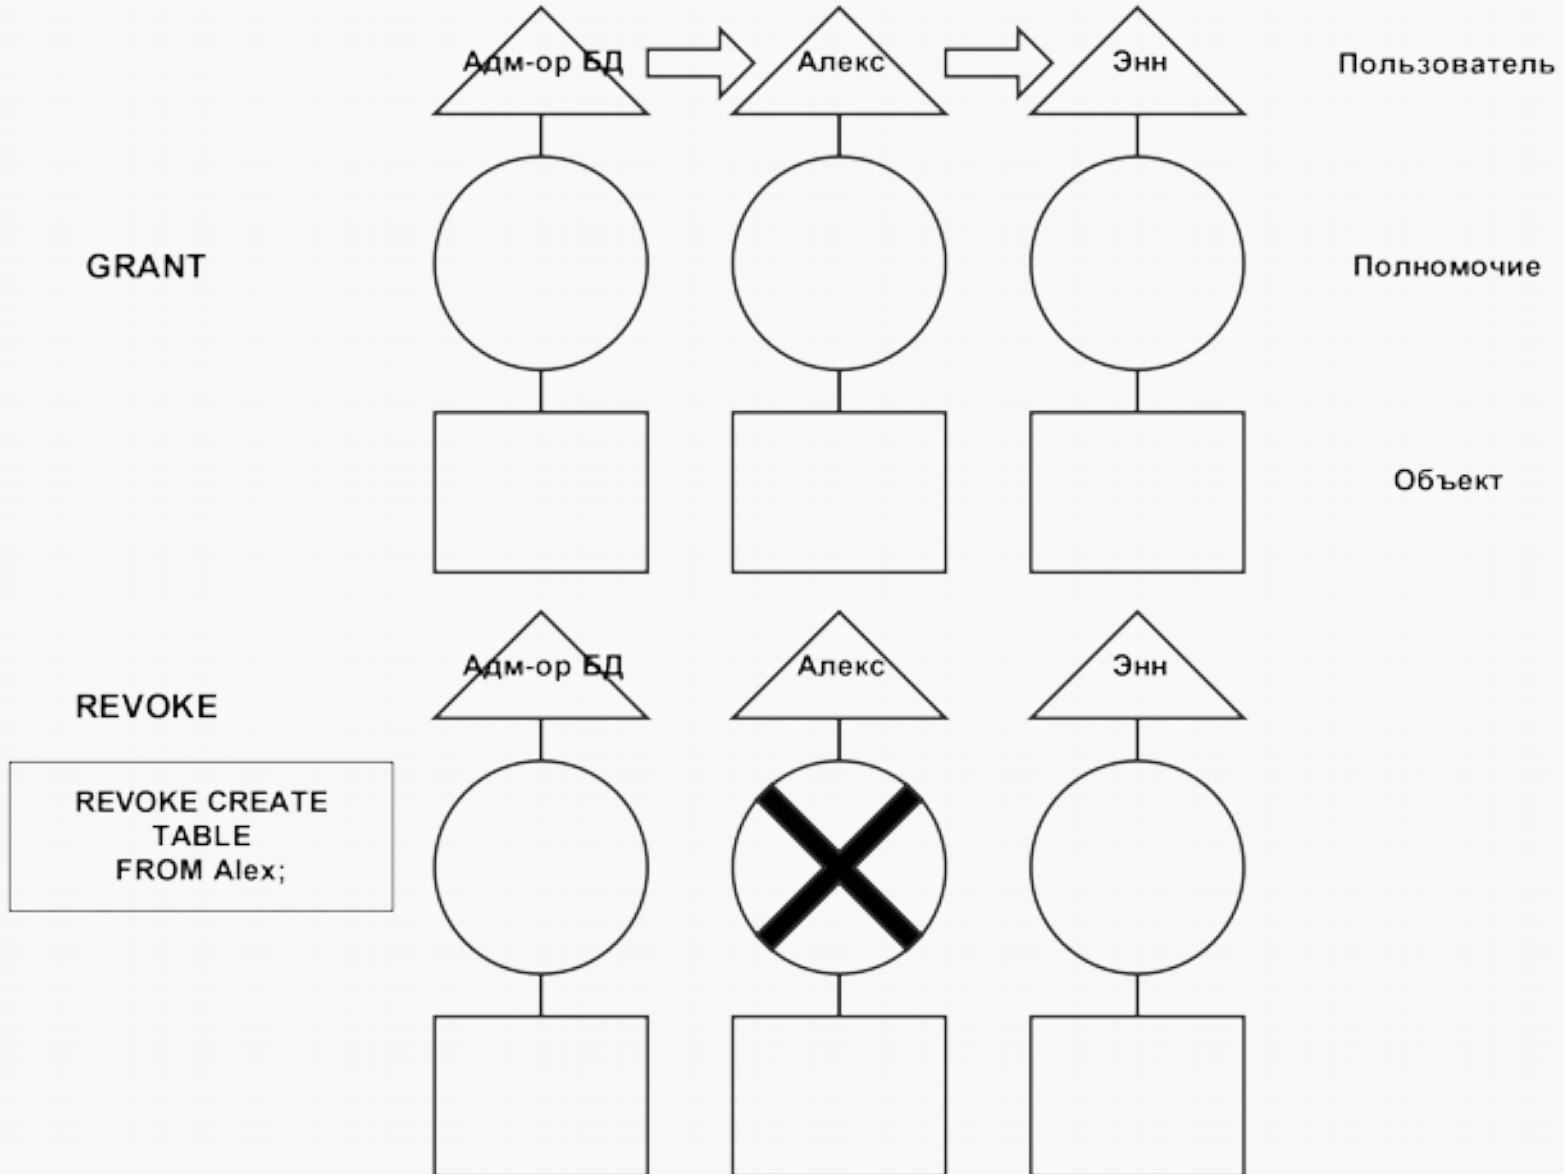 Адм-ор БД
Алекс
Энн
Пользователь
GRANT
Полномочие
Объект
Адм-ор БД
Алекс
Энн
REVOKE
REVOKE CREATE
TABLE
FROM Alex;